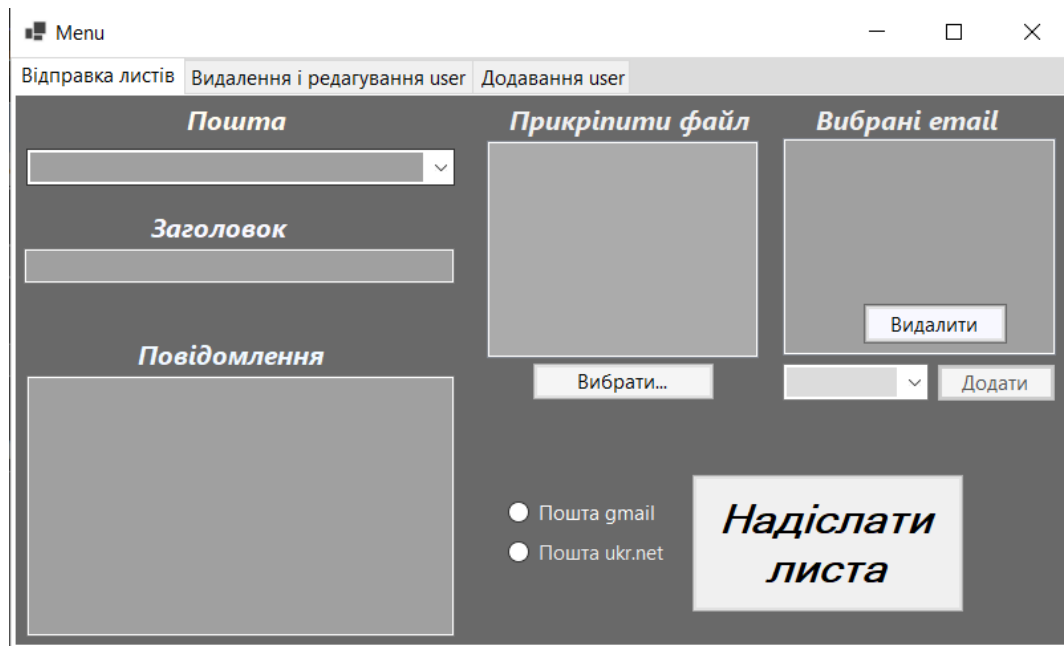 Menu
Відправка листів
Видалення і редагування user
Додавання user
Пошта
Прикріпити файл
Вибрані email
Заголовок
Видалити
Повідомлення
Вибрати...
Додати
Пошта gmail
Пошта ukr.net
Надіслати
листа